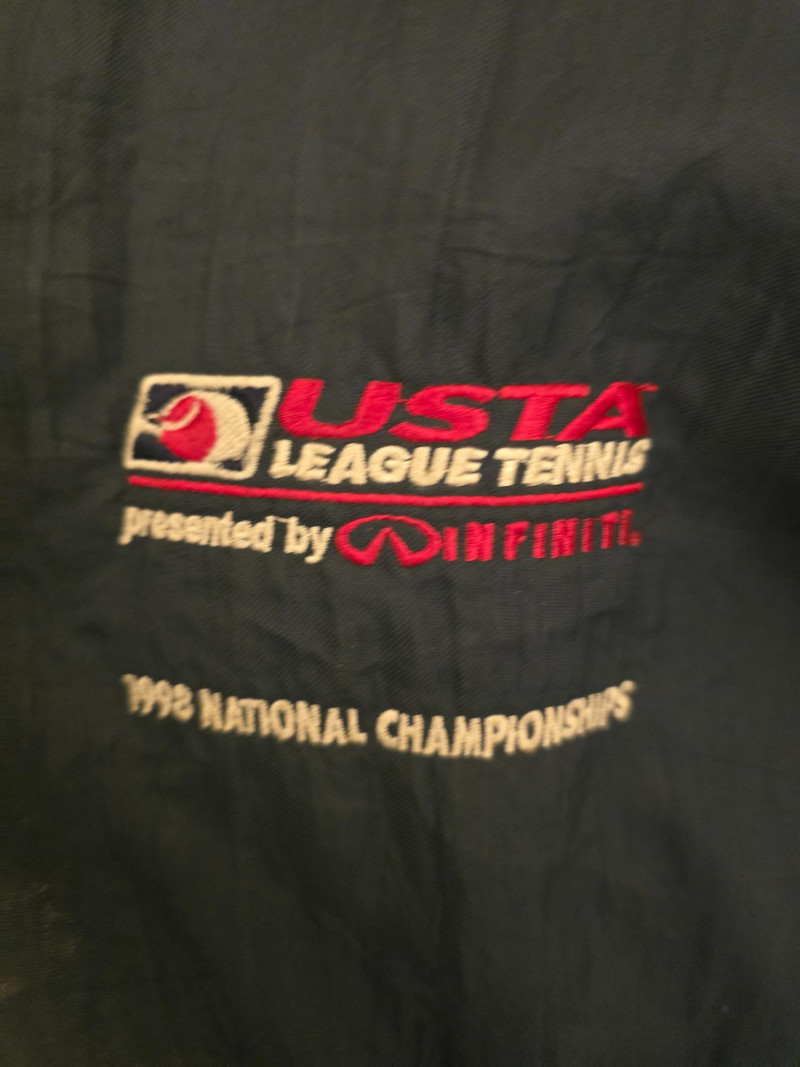 USTA
LEAGUE TENNIS
presented by INFINITI.
1998 NATIONAL CHAMPIONSHIPS